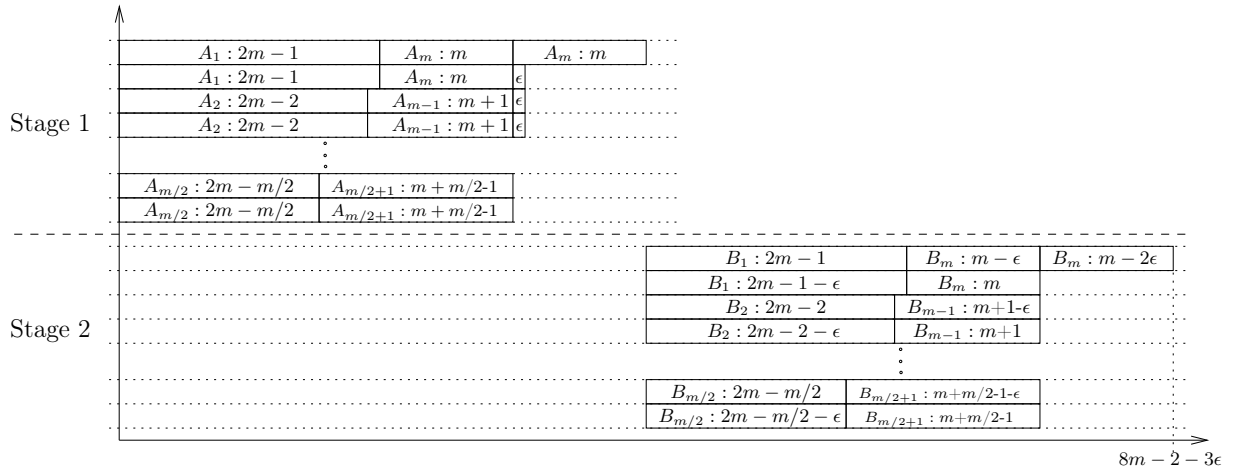 A_1 : 2m − 1 A_m : m A_m : m
A_1 : 2m − 1 A_m : m ϵ
A_2 : 2m − 2 A_{m−1} : m + 1 ϵ
Stage 1
A_2 : 2m − 2 A_{m−1} : m + 1 ϵ
A_{m/2} : 2m − m/2 A_{m/2+1} : m + m/2-1
A_{m/2} : 2m − m/2 A_{m/2+1} : m + m/2-1
B_1 : 2m − 1 B_m : m − ϵ B_m : m − 2ϵ
B_1 : 2m − 1 − ϵ B_m : m
B_2 : 2m − 2 B_{m−1} : m+1-ϵ
Stage 2
B_2 : 2m − 2 − ϵ B_{m−1} : m+1
B_{m/2} : 2m − m/2 B_{m/2+1} : m+m/2-1-ϵ
B_{m/2} : 2m − m/2 − ϵ B_{m/2+1} : m+m/2-1
8m − 2 − 3ϵ